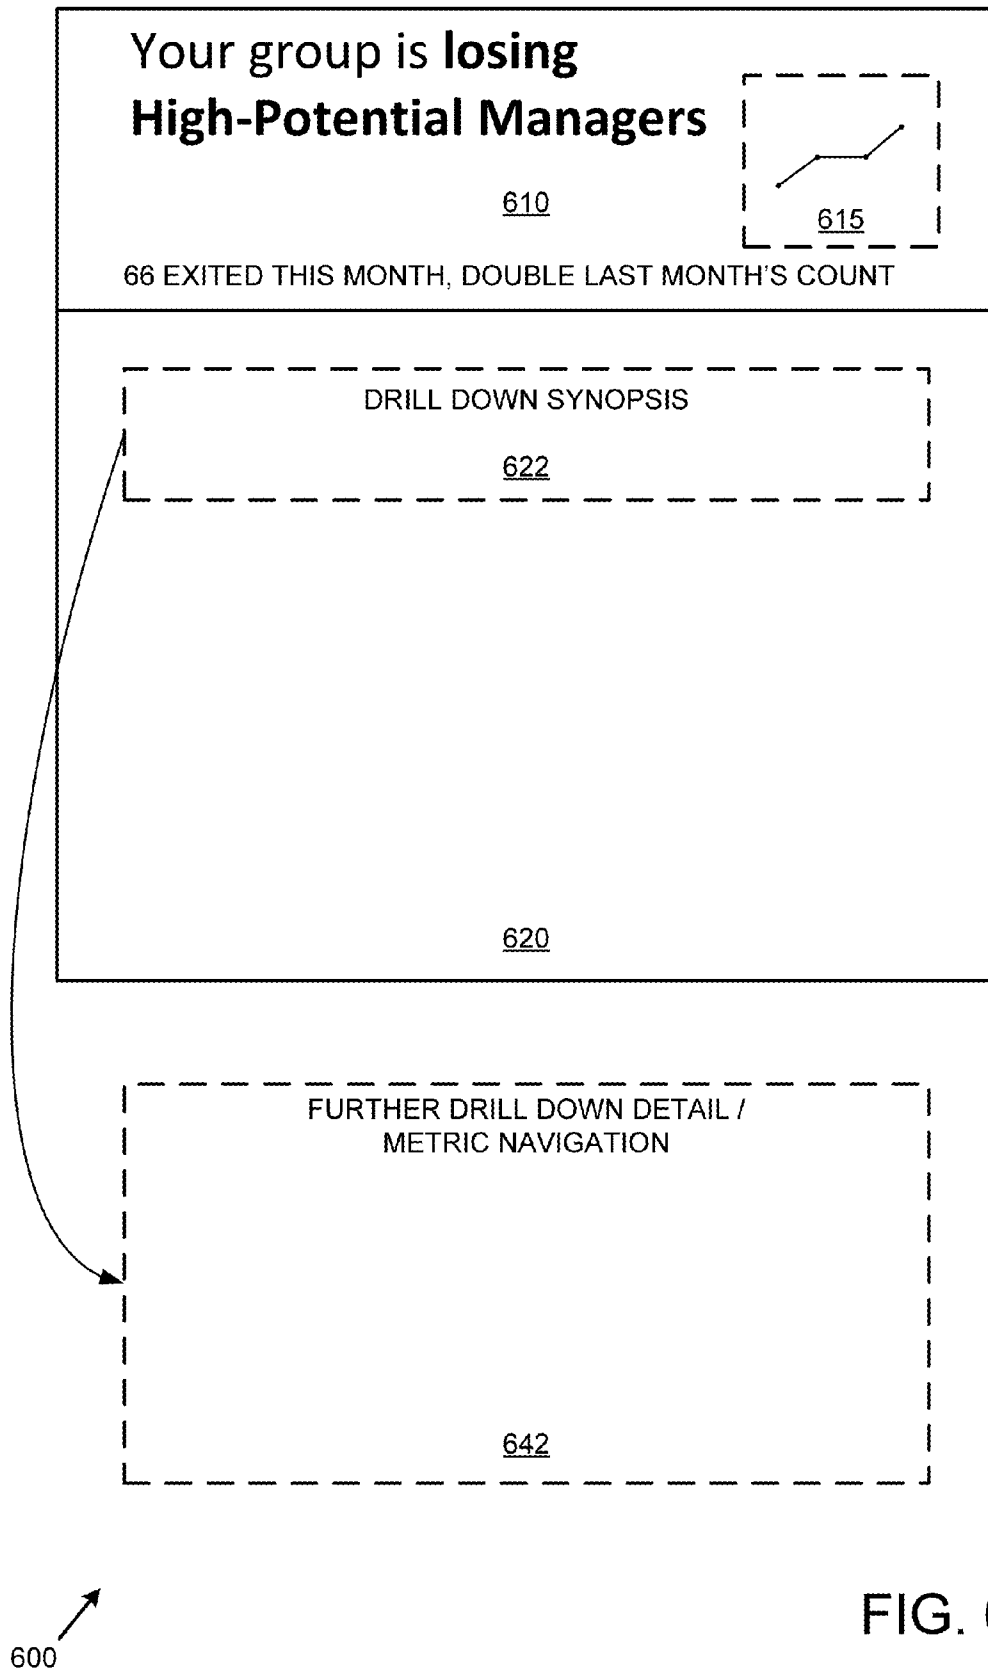 Your group is losing
High-Potential Managers
610
615
66 EXITED THIS MONTH, DOUBLE LAST MONTH'S COUNT
DRILL DOWN SYNOPSIS
622
620
FURTHER DRILL DOWN DETAIL /
METRIC NAVIGATION
642
600
FIG.